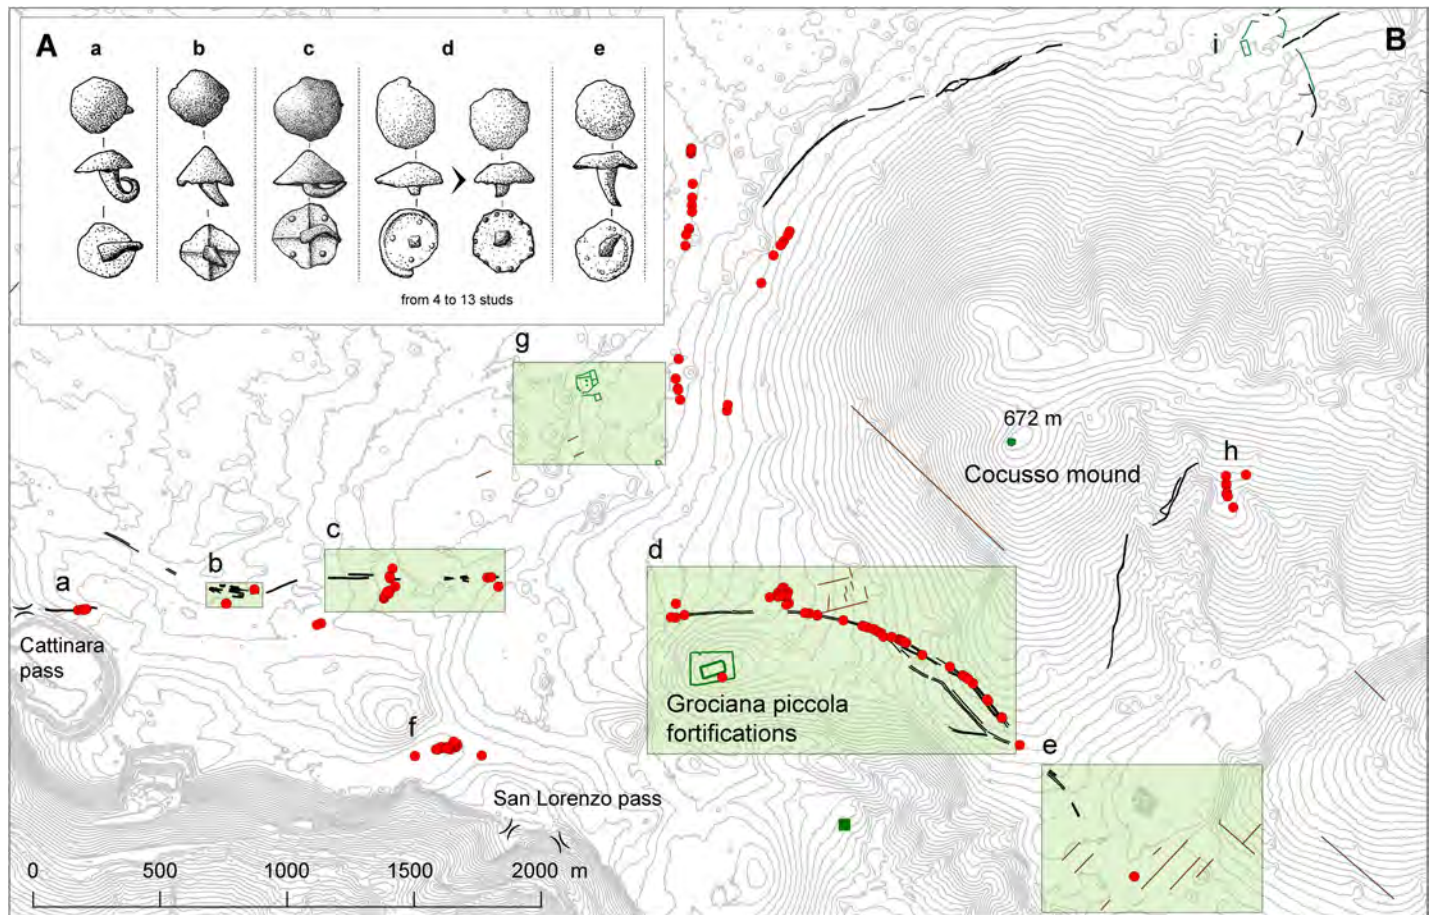 A
a b c d e
from 4 to 13 studs
B
i
g
672 m
Cocusso mound
h
c
d
b
a
Cattinara
pass
Grociana piccola
fortifications
f
e
San Lorenzo pass
0 500 1000 1500 2000 m